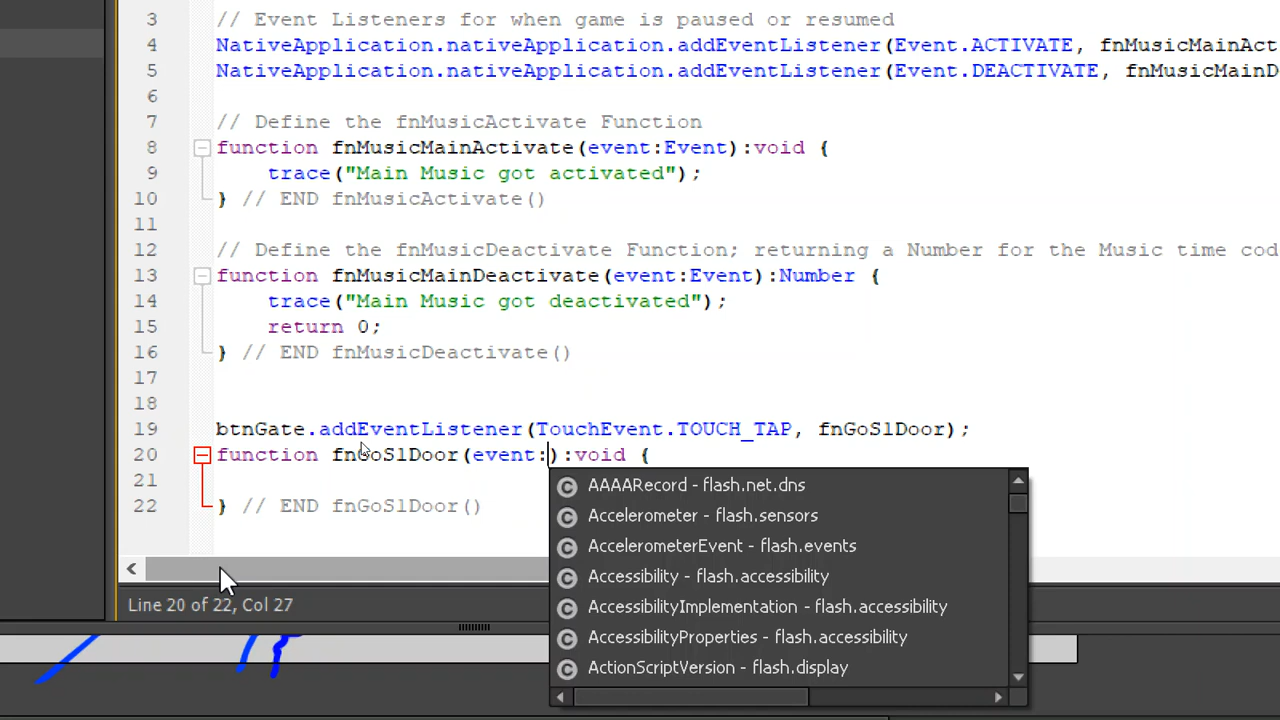 3 // Event Listeners for when game is paused or resumed
4 NativeApplication.nativeApplication.addEventListener(Event.ACTIVATE, fnMusicMainAct
5 NativeApplication.nativeApplication.addEventListener(Event.DEACTIVATE, fnMusicMainD
6
7 // Define the fnMusicActivate Function
8 function fnMusicMainActivate(event:Event):void {
9 trace("Main Music got activated");
10 } // END fnMusicActivate()
11
12 // Define the fnMusicDeactivate Function; returning a Number for the Music time cod
13 function fnMusicMainDeactivate(event:Event):Number {
14 trace("Main Music got deactivated");
15 return 0;
16 } // END fnMusicDeactivate()
17
18
19 btnGate.addEventListener(TouchEvent.TOUCH_TAP, fnGoS1Door);
20 function fnGoS1Door(event:):void {
21
22 } // END fnGoS1Door()
AAAARecord - flash.net.dns
Accelerometer - flash.sensors
AccelerometerEvent - flash.events
Accessibility - flash.accessibility
AccessibilityImplementation - flash.accessibility
AccessibilityProperties - flash.accessibility
ActionScriptVersion - flash.display
Line 20 of 22, Col 27